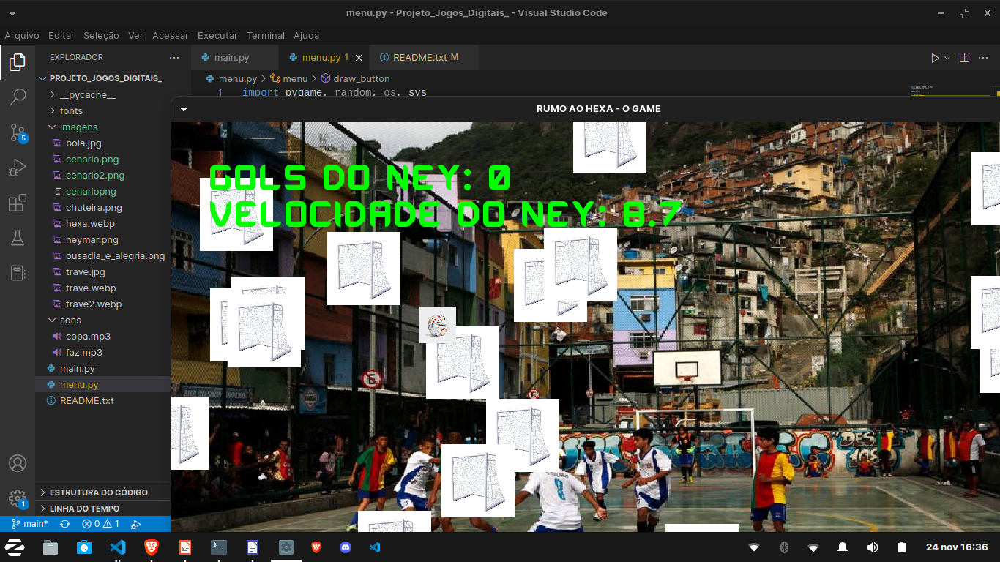 menu.py - Projeto_Jogos_Digitais_ - Visual Studio Code
Arquivo Editar Seleção Ver Acessar Executar Terminal Ajuda
EXPLORADOR
main.py
menu.py 1
README.txt M
PROJETO_JOGOS_DIGITAIS_
menu.py > menu > draw_button
1 import pygame, random, os, sys
__pycache__
fonts
imagens
bola.jpg
cenario.png
cenario2.png
cenariopng
chuteira.png
hexa.webp
neymar.png
ousadia_e_alegria.png
trave.jpg
trave.webp
trave2.webp
sons
copa.mp3
faz.mp3
main.py
menu.py
README.txt
ESTRUTURA DO CÓDIGO
LINHA DO TEMPO
5
1
main*
0
1
RUMO AO HEXA - O GAME
GOLS DO NEY: 0
VELOCIDADE DO NEY: 8.7
E
8
24 nov 16:36